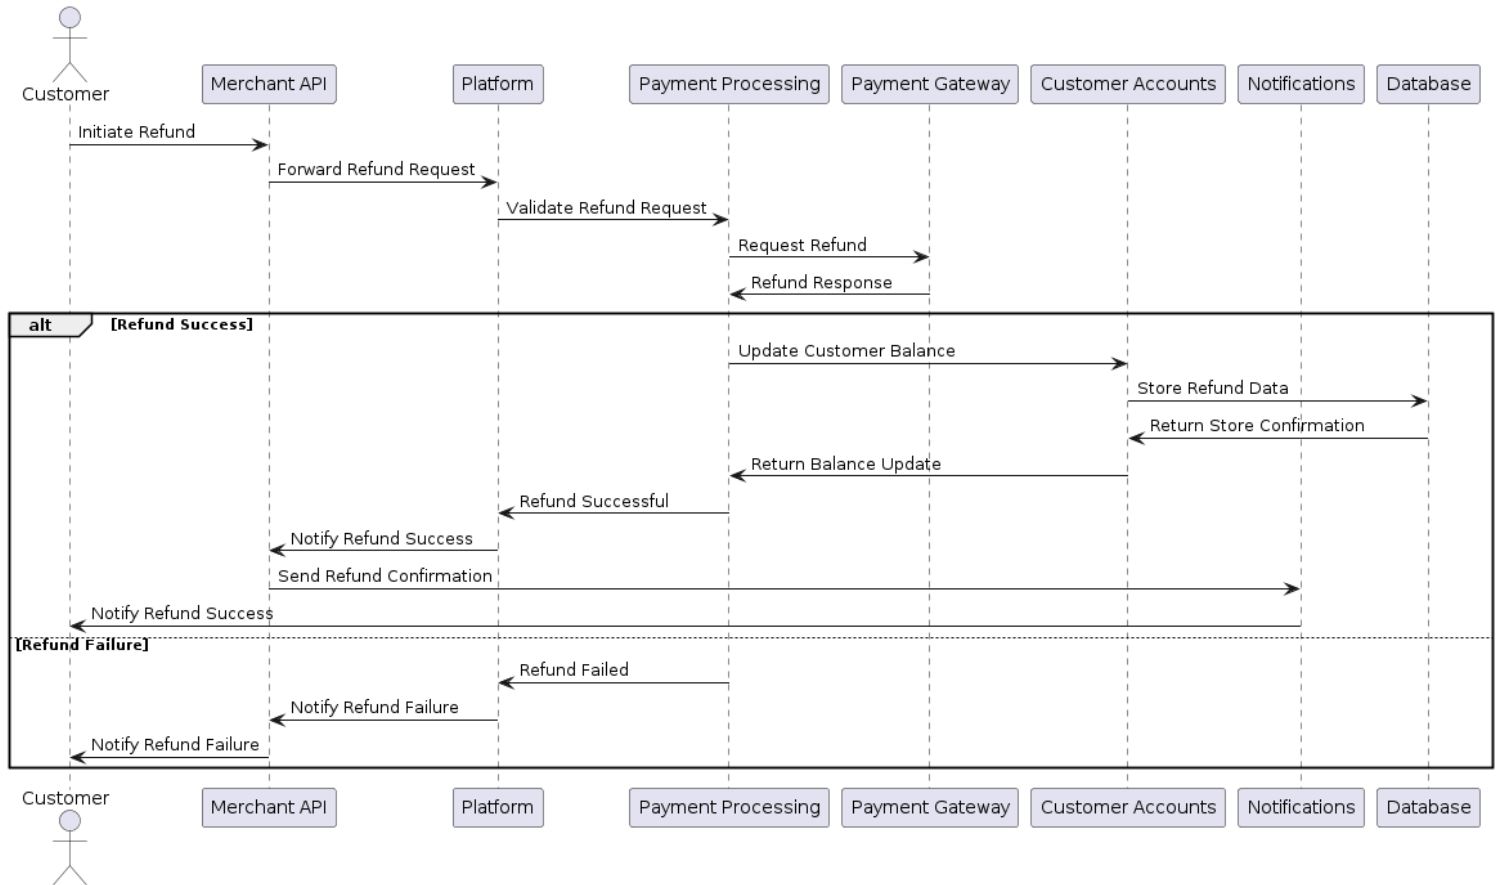 Customer
Merchant API
Platform
Payment Processing
Payment Gateway
Customer Accounts
Notifications
Database
Initiate Refund
Forward Refund Request
Validate Refund Request
Request Refund
Refund Response
alt
[Refund Success]
Update Customer Balance
Store Refund Data
Return Store Confirmation
Return Balance Update
Refund Successful
Notify Refund Success
Send Refund Confirmation
Notify Refund Success
[Refund Failure]
Refund Failed
Notify Refund Failure
Notify Refund Failure
Customer
Merchant API
Platform
Payment Processing
Payment Gateway
Customer Accounts
Notifications
Database